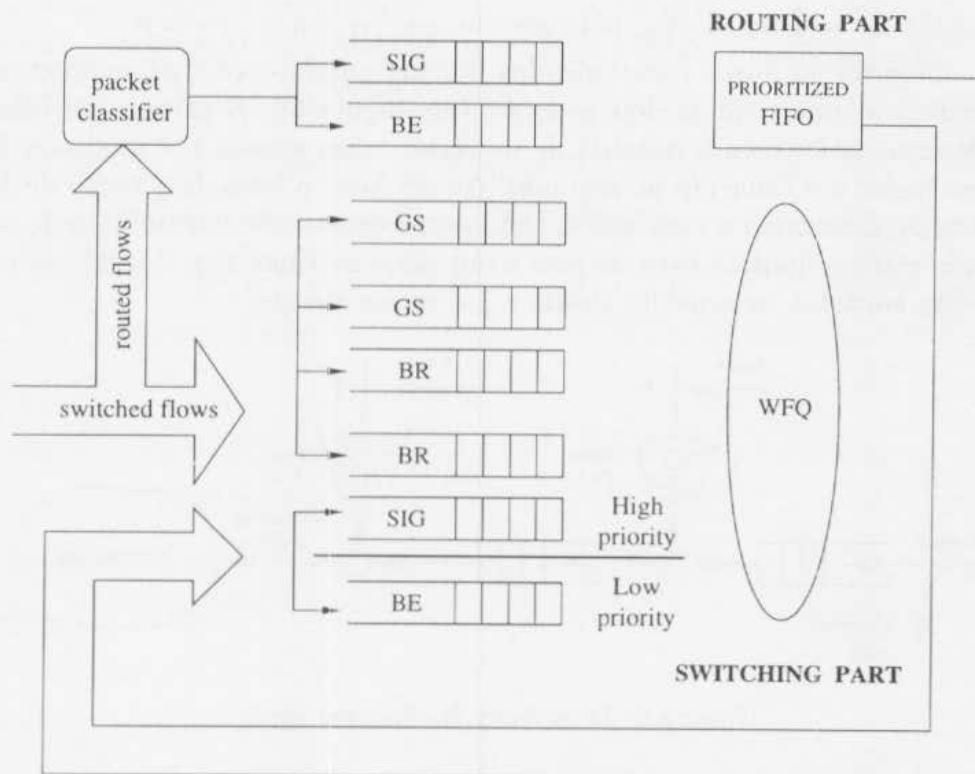 ROUTING PART
packet
classifier
SIG
BE
PRIORITIZED
FIFO
routed flows
switched flows
GS
GS
BR
BR
WFQ
SIG
High
priority
BE
Low
priority
SWITCHING PART